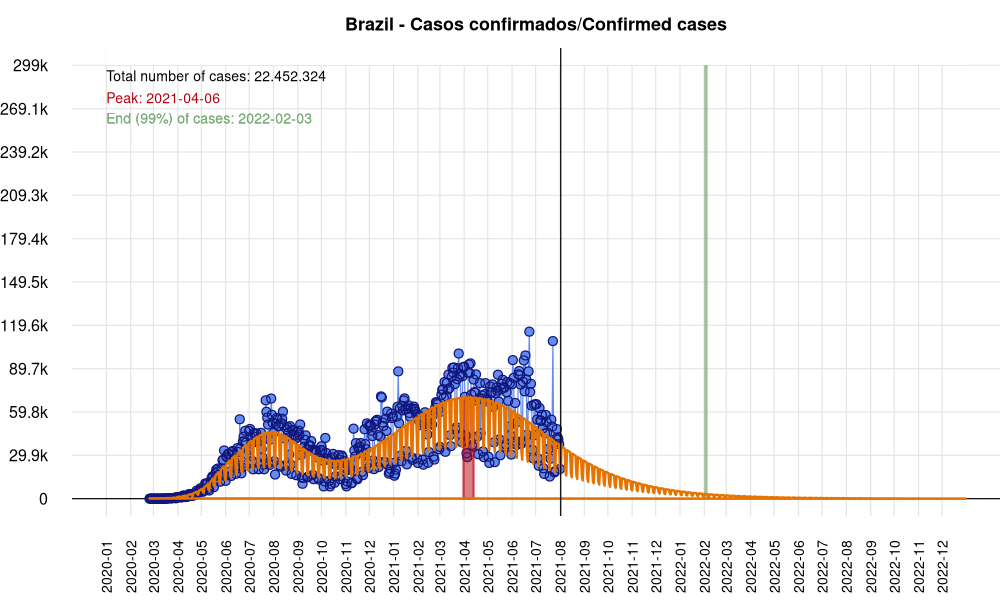 Brazil - Casos confirmados/Confirmed cases
Total number of cases: 22.452.324
Peak: 2021-04-06
End (99%) of cases: 2022-02-03
299k
269.1k
239.2k
209.3k
179.4k
149.5k
119.6k
89.7k
59.8k
29.9k
0
2020-01
2020-02
2020-03
2020-04
2020-05
2020-06
2020-07
2020-08
2020-09
2020-10
2020-11
2020-12
2021-01
2021-02
2021-03
2021-04
2021-05
2021-06
2021-07
2021-08
2021-09
2021-10
2021-11
2021-12
2022-01
2022-02
2022-03
2022-04
2022-05
2022-06
2022-07
2022-08
2022-09
2022-10
2022-11
2022-12